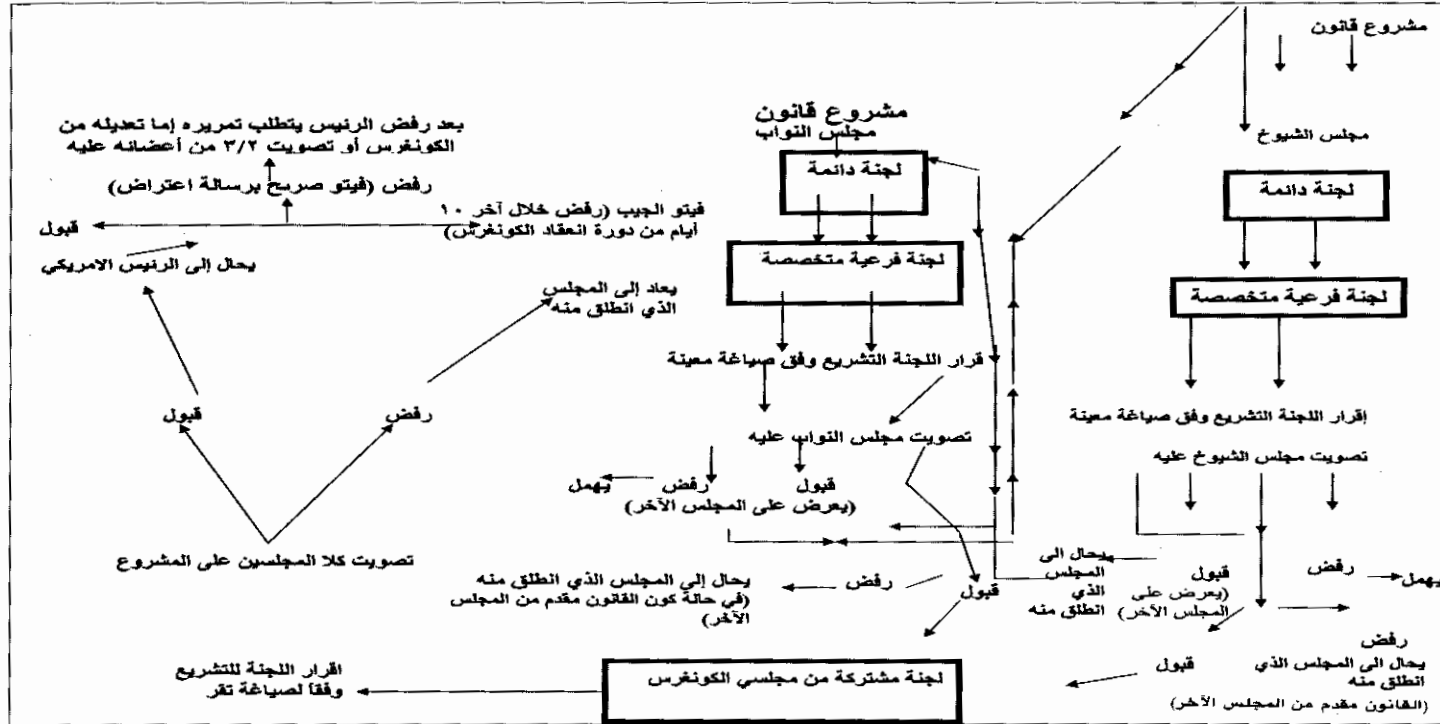 مشروع قانون
مجلس الشيوخ
لجنة دائمة
لجنة فرعية متخصصة
إقرار اللجنة التشريع وفق صياغة معينة
تصويت مجلس الشيوخ عليه
يهمل
رفض
قبول
(يعرض على
المجلس الآخر)
يحال الى
المجلس
الذي
انطلق منه
رفض
يحال الى المجلس الذي
انطلق منه
(القانون مقدم من المجلس الآخر)
قبول
مشروع قانون
مجلس النواب
لجنة دائمة
لجنة فرعية متخصصة
قرار اللجنة التشريع وفق صياغة معينة
تصويت مجلس النواب عليه
قبول
رفض
يهمل
(يعرض على المجلس الآخر)
قبول
رفض
يحال إلى المجلس الذي انطلق منه
(في حالة كون القانون مقدم من المجلس
الآخر)
لجنة مشتركة من مجلسي الكونغرس
اقرار اللجنة للتشريع
وفقاً لصياغة تقر
تصويت كلا المجلسين على المشروع
رفض
قبول
يعاد إلى المجلس
الذي انطلق منه
يحال إلى الرئيس الامريكي
قبول
فيتو الجيب (رفض خلال آخر ١٠
أيام من دورة انعقاد الكونغرس)
رفض (فيتو صريح برسالة اعتراض)
بعد رفض الرئيس يتطلب تمريره إما تعديله من
الكونغرس أو تصويت ٣/٢ من أعضائه عليه